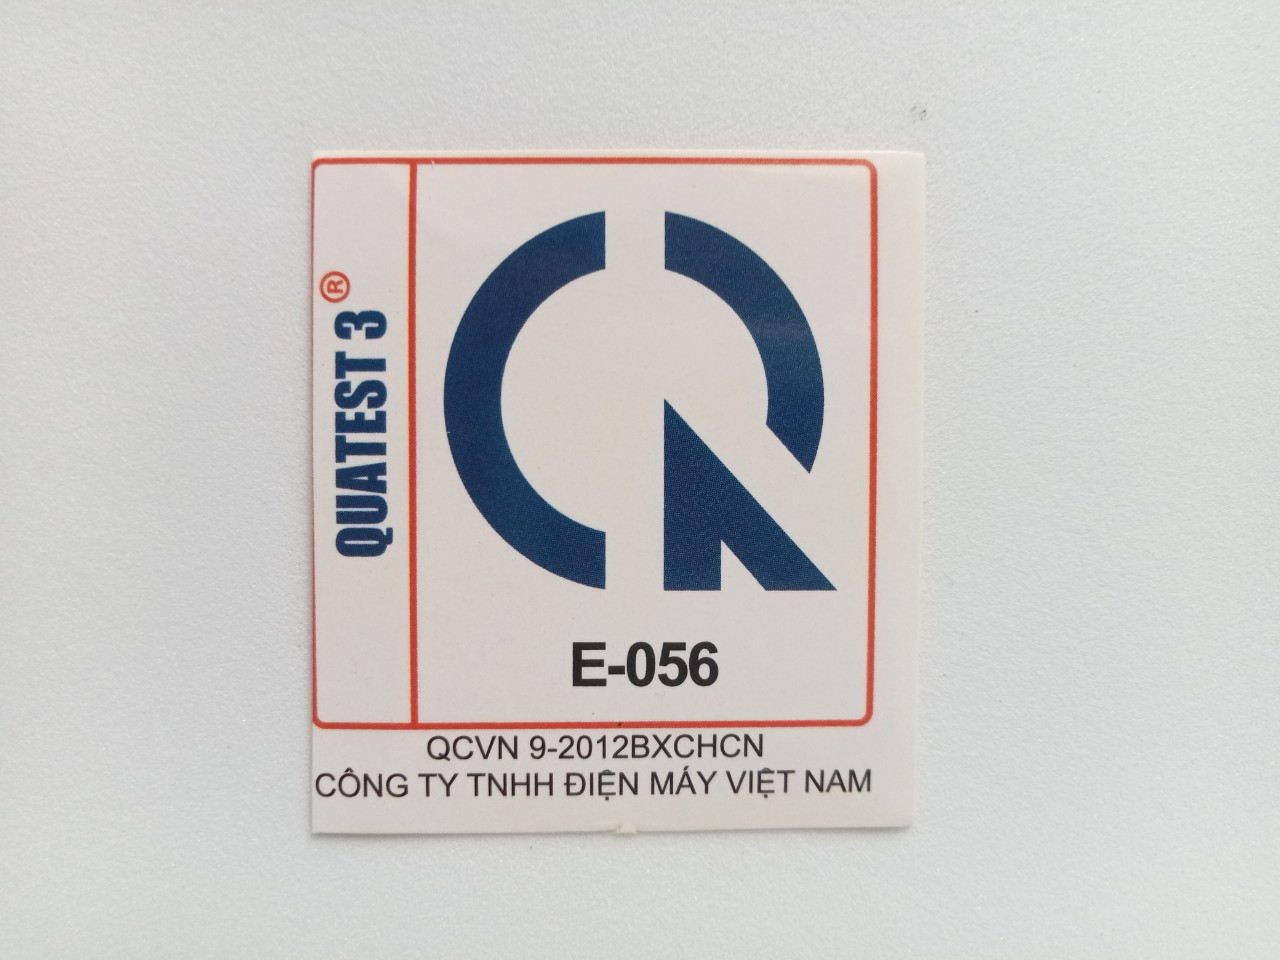 QUATEST 3 ®
E-056
QCVN 9-2012BXCHCN
CÔNG TY TNHH ĐIỆN MÁY VIỆT NAM